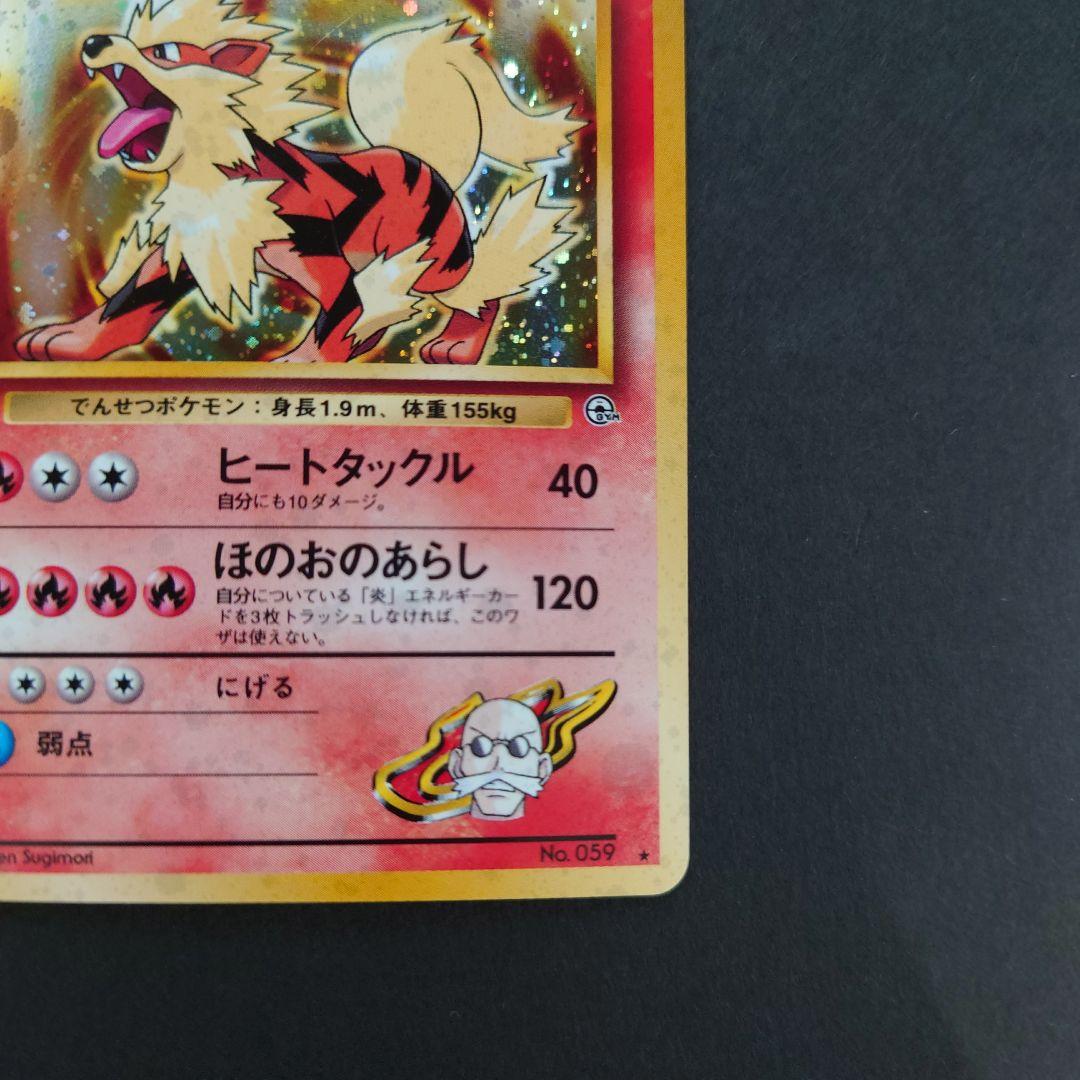 でんせつポケモン：身長1.9m、体重155kg
GYM
ヒートタックル 40
自分にも10ダメージ。
ほのおのあらし 120
自分についている「炎」エネルギーカー
ドを3枚トラッシュしなければ、このワ
ザは使えない。
にげる
弱点
en Sugimori No. 059 ★